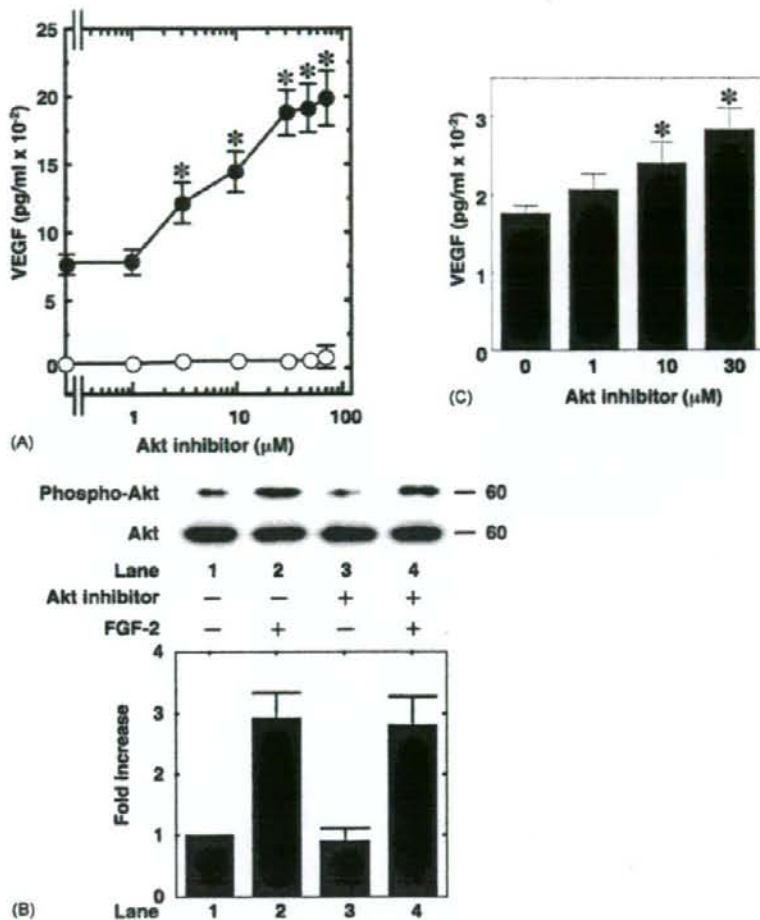 25
20
15
10
5
0
VEGF (pg/ml x 10-2)
* * * * *
1 10 100
Akt inhibitor (μM)
(A)
3
2
1
0
VEGF (pg/ml x 10-2)
* *
0 1 10 30
Akt inhibitor (μM)
(C)
Phospho-Akt — 60
Akt — 60
Lane 1 2 3 4
Akt inhibitor − − + +
FGF-2 − + − +
4
3
2
1
0
Fold increase
Lane 1 2 3 4
(B)